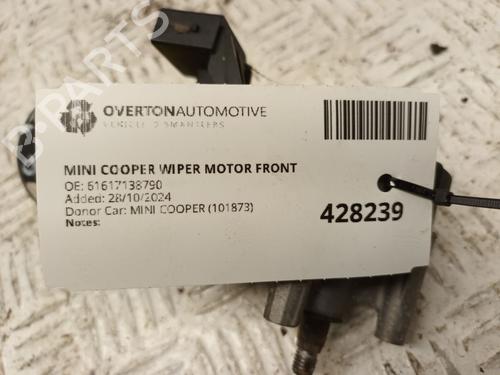 B-PARTS
OVERTONAUTOMOTIVE
VEHICLE DISMANTLERS
MINI COOPER WIPER MOTOR FRONT
OE: 61617138790
Added: 28/10/2024
Donor Car: MINI COOPER (101873)
Notes:
428239